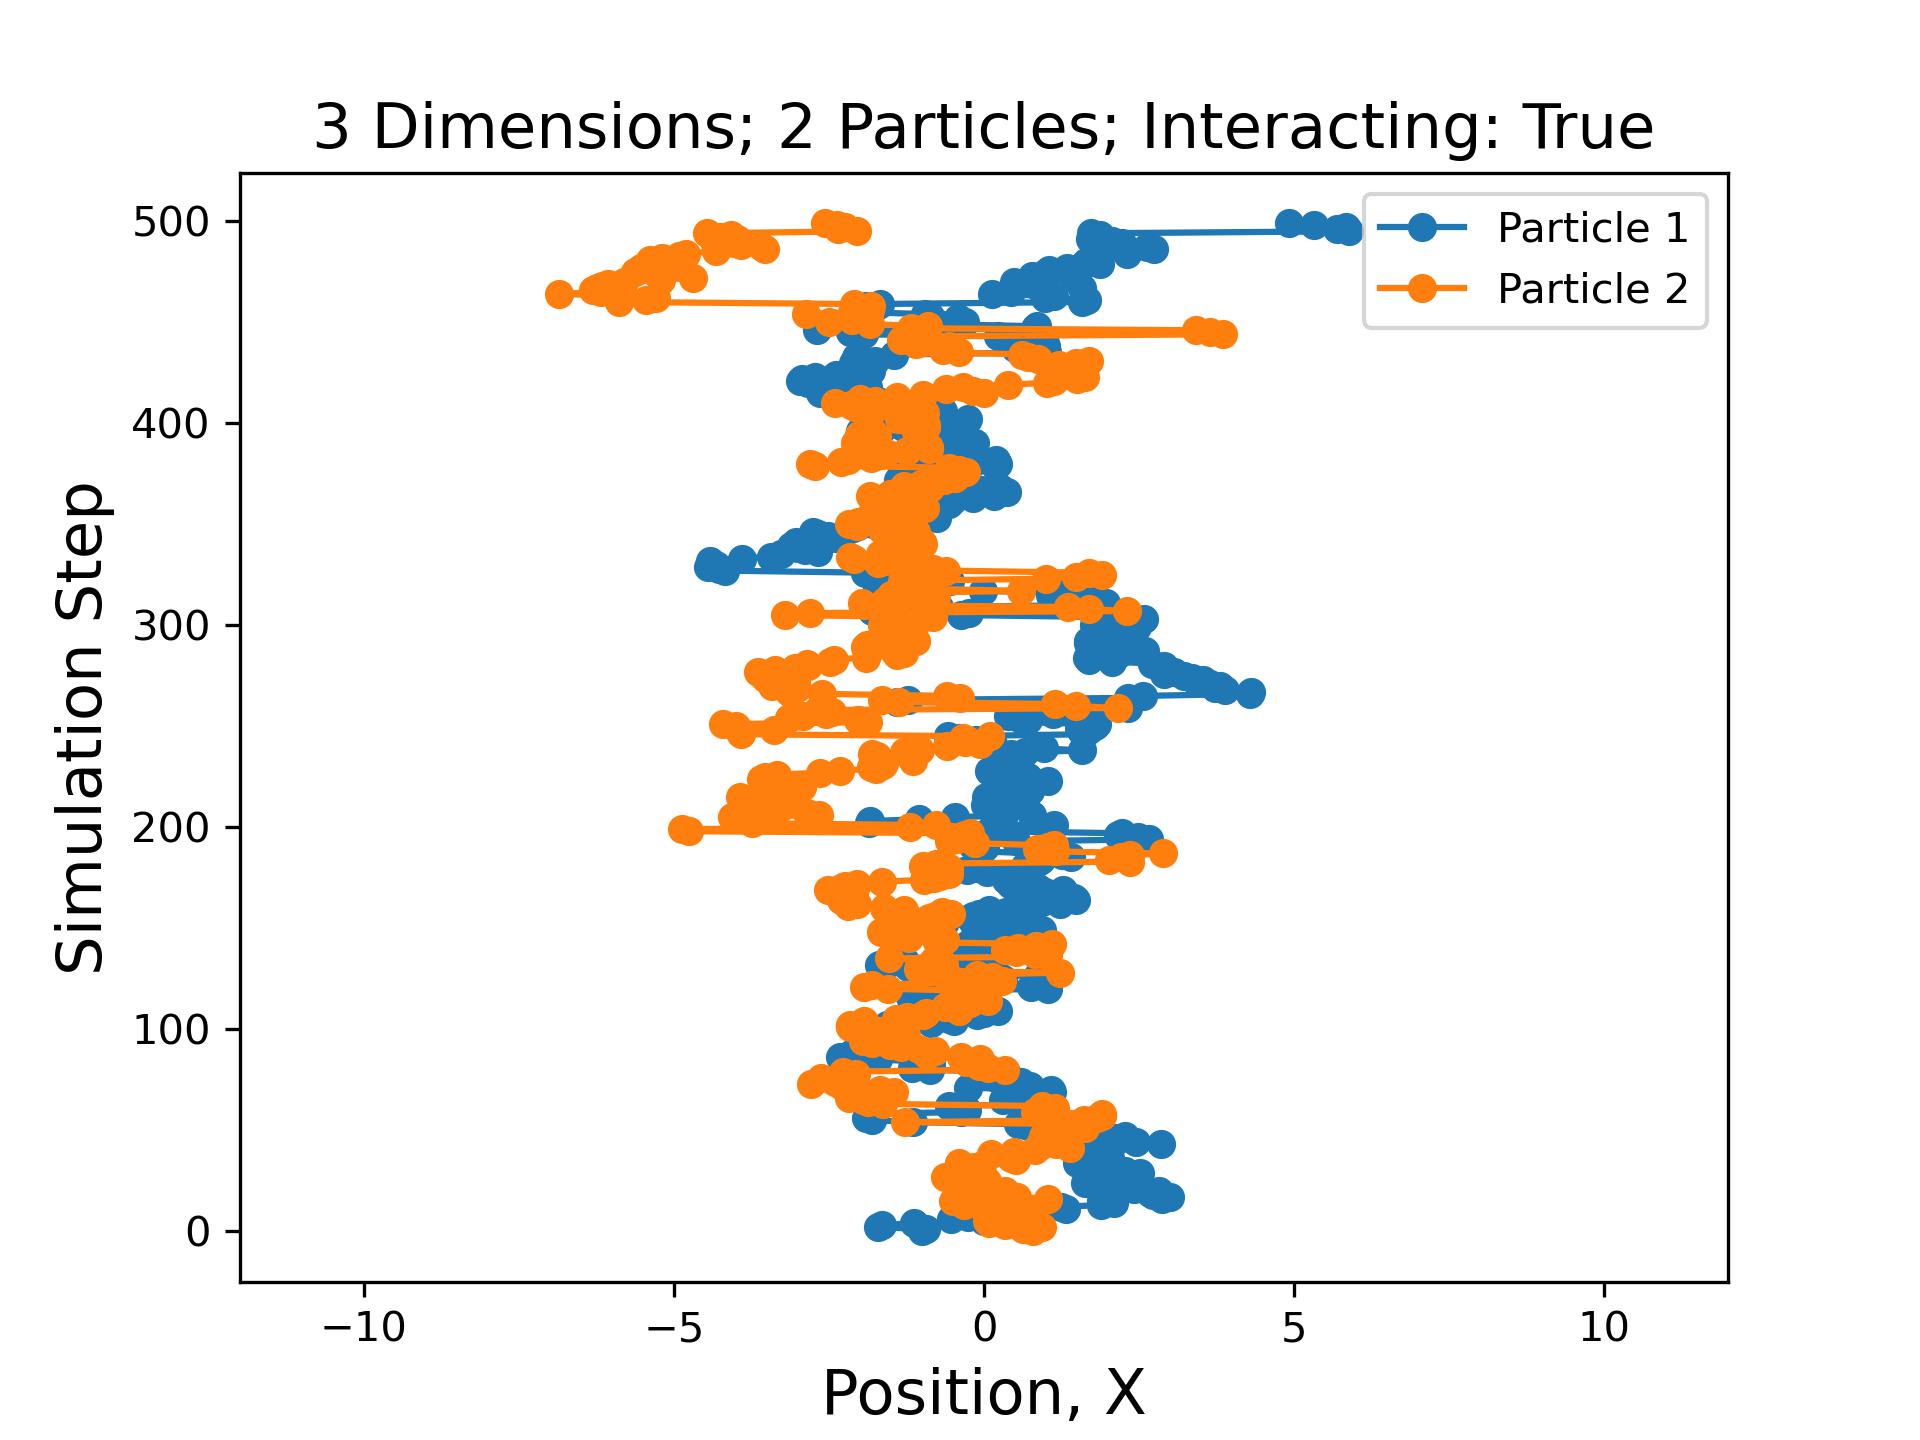 3 Dimensions; 2 Particles; Interacting: True
Particle 1
Particle 2
Simulation Step
500
400
300
200
100
0
−10
−5
0
5
10
Position, X